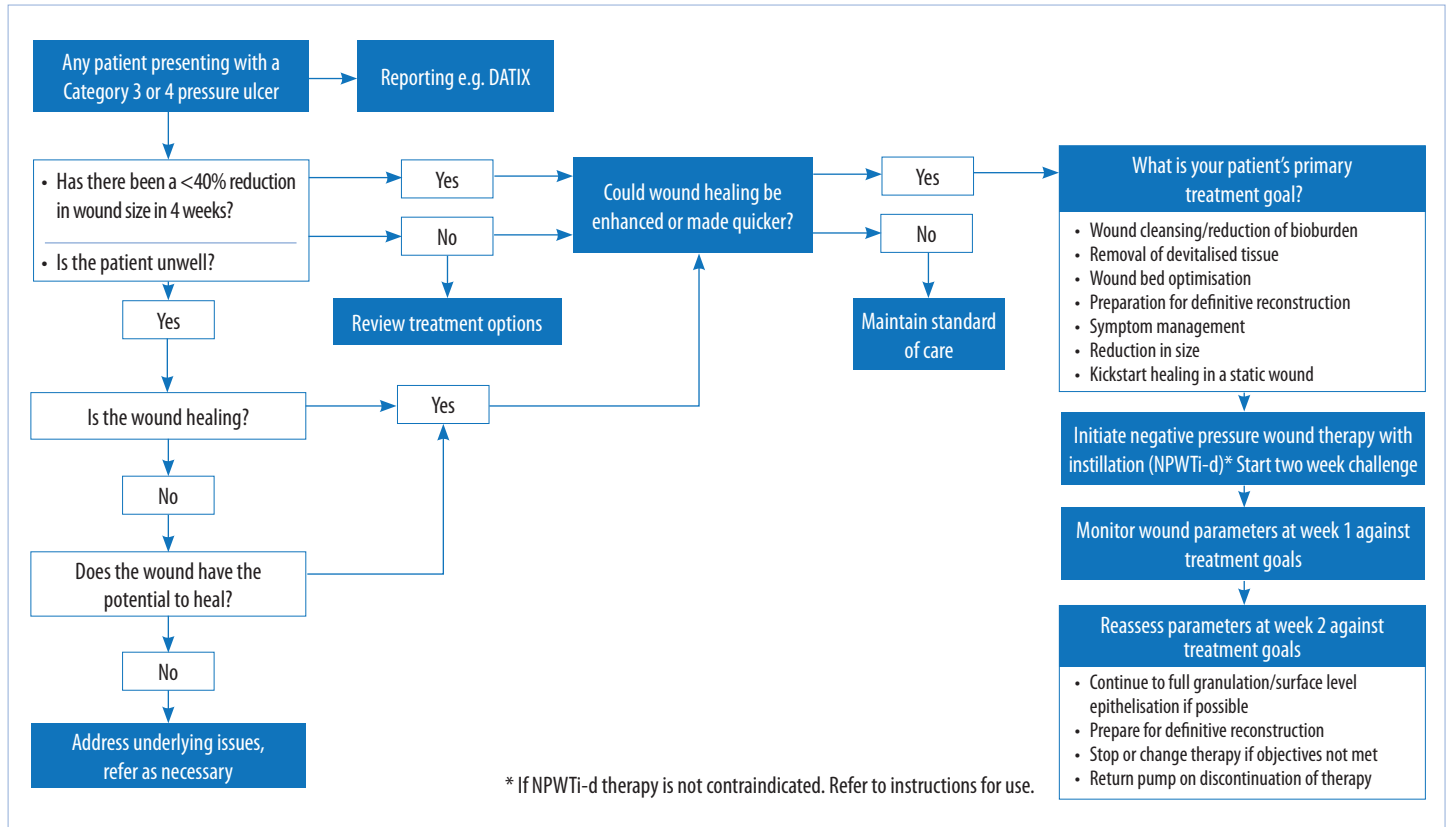 Any patient presenting with a
Category 3 or 4 pressure ulcer
Reporting e.g. DATIX
• Has there been a <40% reduction
in wound size in 4 weeks?
• Is the patient unwell?
Yes
No
Review treatment options
Could wound healing be
enhanced or made quicker?
Yes
No
Maintain standard
of care
Yes
Is the wound healing?
Yes
No
Does the wound have the
potential to heal?
No
Address underlying issues,
refer as necessary
What is your patient’s primary
treatment goal?
• Wound cleansing/reduction of bioburden
• Removal of devitalised tissue
• Wound bed optimisation
• Preparation for definitive reconstruction
• Symptom management
• Reduction in size
• Kickstart healing in a static wound
Initiate negative pressure wound therapy with
instillation (NPWTi-d)* Start two week challenge
Monitor wound parameters at week 1 against
treatment goals
Reassess parameters at week 2 against
treatment goals
• Continue to full granulation/surface level
epithelisation if possible
• Prepare for definitive reconstruction
• Stop or change therapy if objectives not met
• Return pump on discontinuation of therapy
* If NPWTi-d therapy is not contraindicated. Refer to instructions for use.